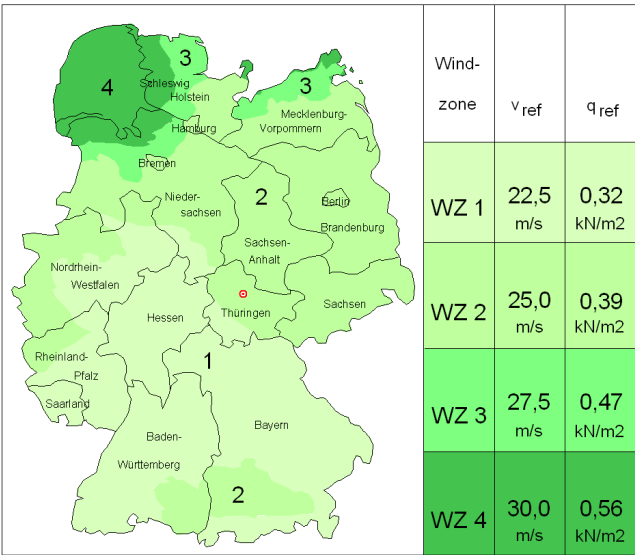 3
4
Schleswig
Holstein
3
Mecklenburg-
Vorpommern
Hamburg
Bremen
Nieder-
sachsen
2
Berlin
Brandenburg
Sachsen-
Anhalt
Nordrhein-
Westfalen
Hessen
Thüringen
Sachsen
1
Rheinland-
Pfalz
Saarland
Bayern
Baden-
Württemberg
2
Wind-
zone v ref q ref
WZ 1 22,5 0,32
m/s kN/m2
WZ 2 25,0 0,39
m/s kN/m2
WZ 3 27,5 0,47
m/s kN/m2
WZ 4 30,0 0,56
m/s kN/m2